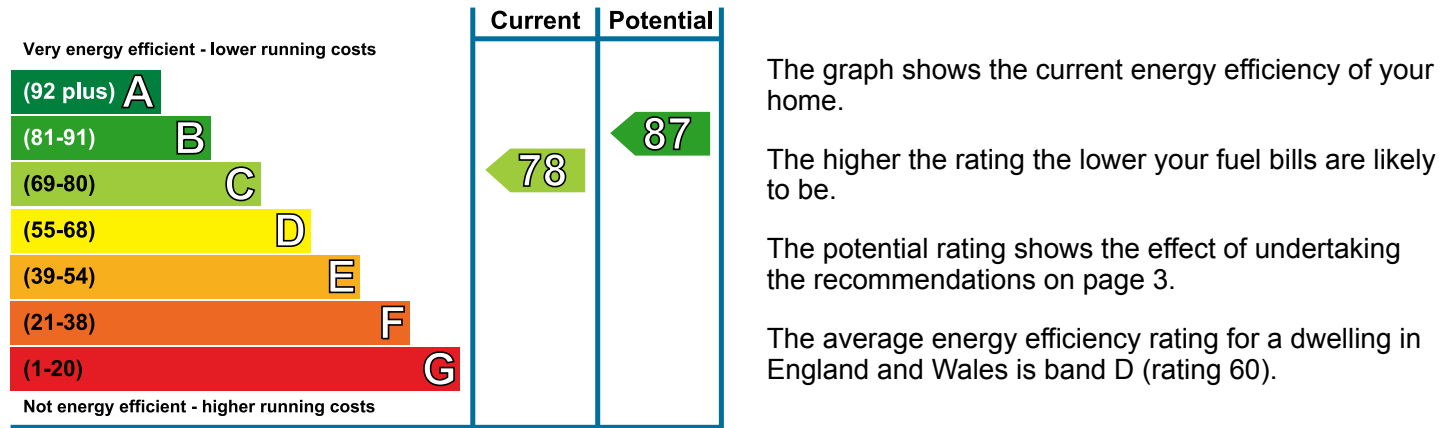 Current Potential
Very energy efficient - lower running costs
(92 plus) A
(81-91) B
(69-80) C
(55-68) D
(39-54) E
(21-38) F
(1-20) G
Not energy efficient - higher running costs
78
87
The graph shows the current energy efficiency of your
home.
The higher the rating the lower your fuel bills are likely
to be.
The potential rating shows the effect of undertaking
the recommendations on page 3.
The average energy efficiency rating for a dwelling in
England and Wales is band D (rating 60).